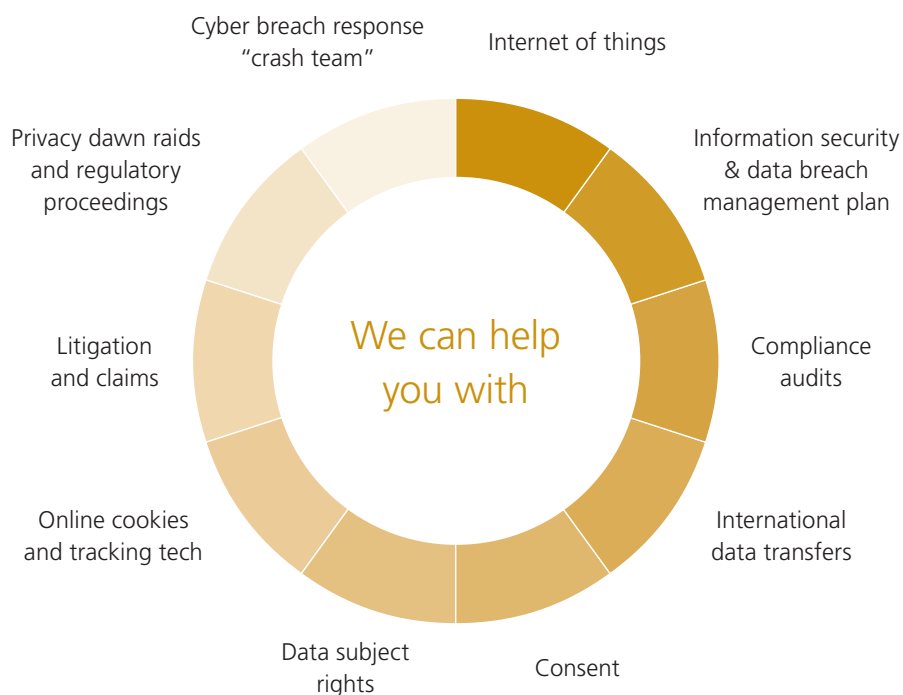 Cyber breach response
“crash team”
Internet of things
Privacy dawn raids
and regulatory
proceedings
Information security
& data breach
management plan
We can help
you with
Litigation
and claims
Compliance
audits
Online cookies
and tracking tech
International
data transfers
Data subject
rights
Consent